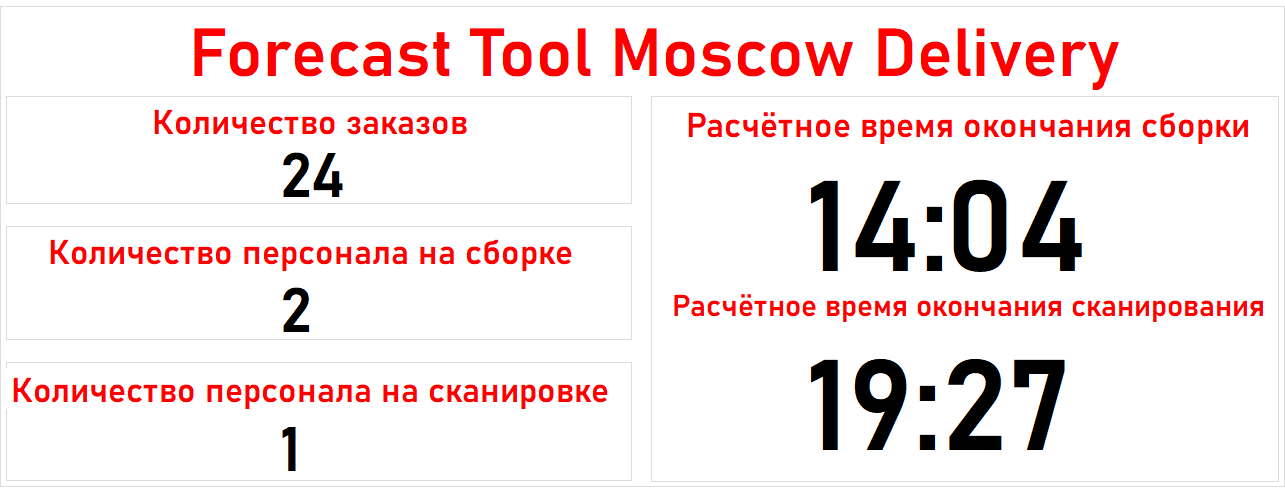 Forecast Tool Moscow Delivery
Количество заказов
24
Количество персонала на сборке
2
Количество персонала на сканировке
1
Расчётное время окончания сборки
14:04
Расчётное время окончания сканирования
19:27